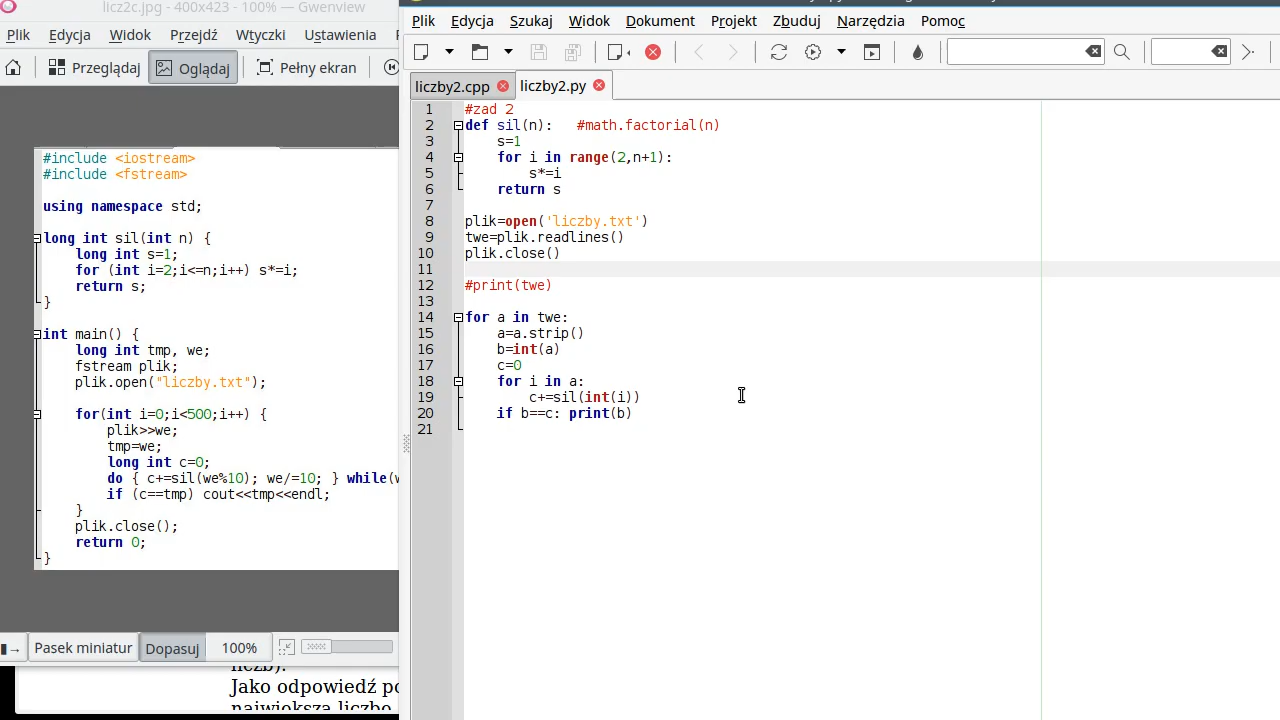 licz2c.jpg - 400x423 - 100% — Gwenview
Plik Edycja Widok Przejdź Wtyczki Ustawienia
Przeglądaj Oglądaj Pełny ekran
#include <iostream>
#include <fstream>
using namespace std;
long int sil(int n) {
long int s=1;
for (int i=2;i<=n;i++) s*=i;
return s;
}
int main() {
long int tmp, we;
fstream plik;
plik.open("liczby.txt");
for(int i=0;i<500;i++) {
plik>>we;
tmp=we;
long int c=0;
do { c+=sil(we%10); we/=10; } while(
if (c==tmp) cout<<tmp<<endl;
}
plik.close();
return 0;
}
Pasek miniatur Dopasuj 100%
liczb).
Jako odpowiedź
największą liczbę
Plik Edycja Szukaj Widok Dokument Projekt Zbuduj Narzędzia Pomoc
liczby2.cpp liczby2.py
1 #zad 2
2 def sil(n): #math.factorial(n)
3 s=1
4 for i in range(2,n+1):
5 s*=i
6 return s
7
8 plik=open('liczby.txt')
9 twe=plik.readlines()
10 plik.close()
11
12 #print(twe)
13
14 for a in twe:
15 a=a.strip()
16 b=int(a)
17 c=0
18 for i in a:
19 c+=sil(int(i))
20 if b==c: print(b)
21